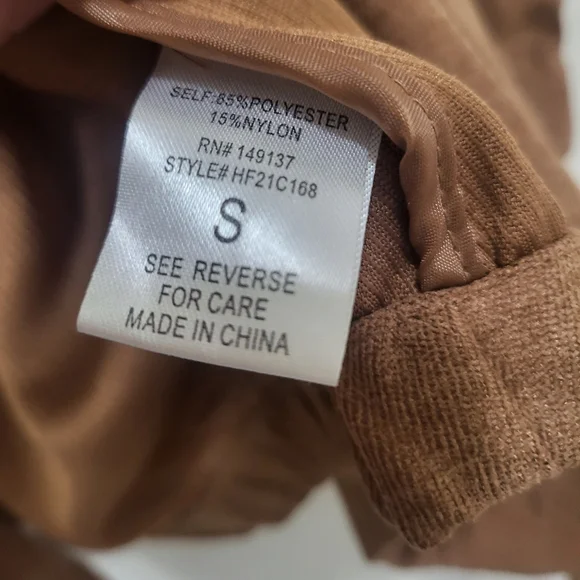 SELF:85%POLYESTER
15%NYLON
RN# 149137
STYLE# HF21C168
S
SEE REVERSE
FOR CARE
MADE IN CHINA